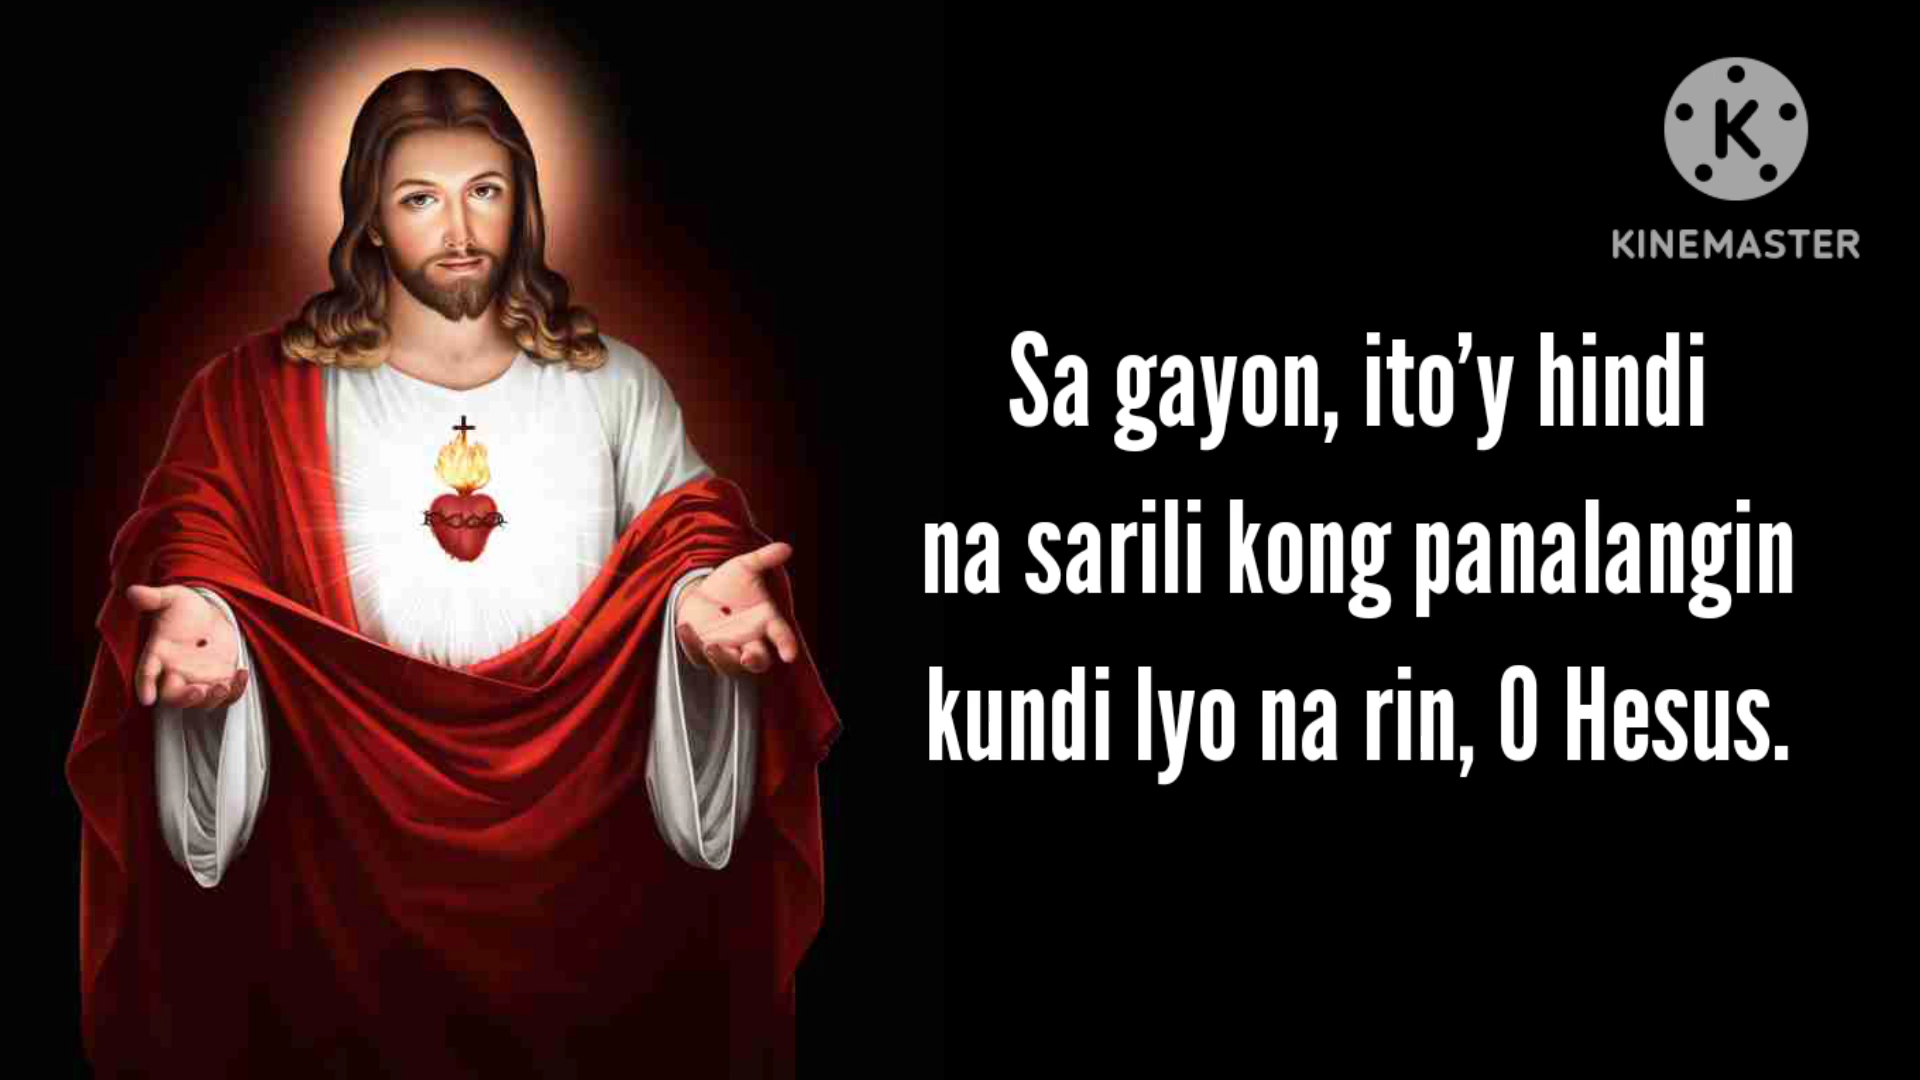 K
KINEMASTER
Sa gayon, ito’y hindi
na sarili kong panalangin
kundi Iyo na rin, O Hesus.